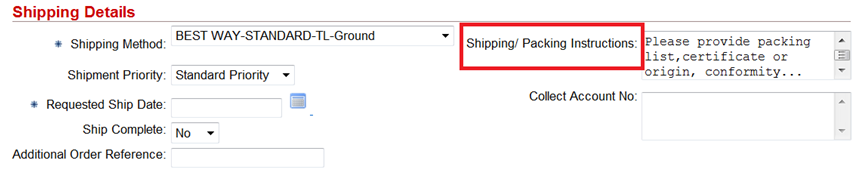 Shipping Details
* Shipping Method: BEST WAY-STANDARD-TL-Ground
Shipment Priority: Standard Priority
* Requested Ship Date:
Ship Complete: No
Additional Order Reference:
Shipping/ Packing Instructions: Please provide packing
list,certificate or
origin, conformity...
Collect Account No: